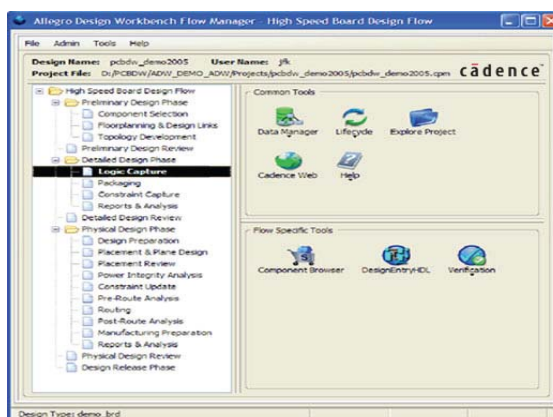 Allegro Design Workbench Flow Manager - High Speed Board Design Flow
File Admin Tools Help
Design Name: pcbdw_demo2005 User Name: jfk
Project File: D:/PCBDW/ADW_DEMO_ADW/Projects/pcbdw_demo2005/pcbdw_demo2005.cpm
cādence
High Speed Board Design Flow
Preliminary Design Phase
Component Selection
Floorplanning & Design Links
Topology Development
Preliminary Design Review
Detailed Design Phase
Logic Capture
Packaging
Constraint Capture
Reports & Analysis
Detailed Design Review
Physical Design Phase
Design Preparation
Placement & Plane Design
Placement Review
Power Integrity Analysis
Constraint Update
Pre-Route Analysis
Routing
Post-Route Analysis
Manufacturing Preparation
Reports & Analysis
Physical Design Review
Design Release Phase
Common Tools
Data Manager Lifecycle Explore Project
Cadence Web Help
Flow Specific Tools
Component Browser DesignEntryHDL Verification
Design Type: demo_brd